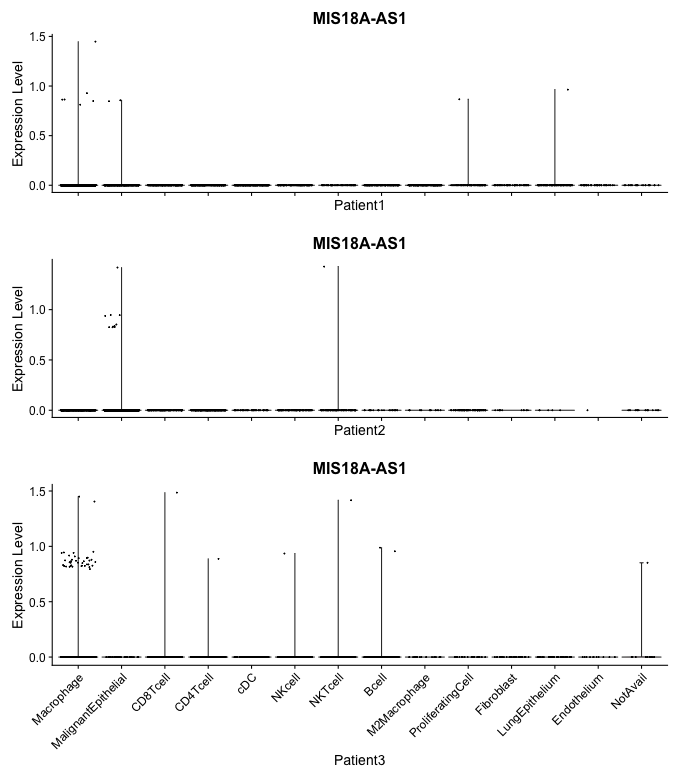 MIS18A-AS1
Expression Level
1.5
1.0
0.5
0.0
Patient1
MIS18A-AS1
Expression Level
1.0
0.5
0.0
Patient2
MIS18A-AS1
Expression Level
1.5
1.0
0.5
0.0
Macrophage
MalignantEpithelial
CD8Tcell
CD4Tcell
cDC
NKcell
NKTcell
Bcell
M2Macrophage
ProliferatingCell
Fibroblast
LungEpithelium
Endothelium
NotAvail
Patient3